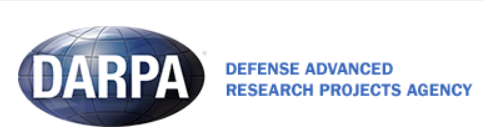 DARPA
DEFENSE ADVANCED
RESEARCH PROJECTS AGENCY